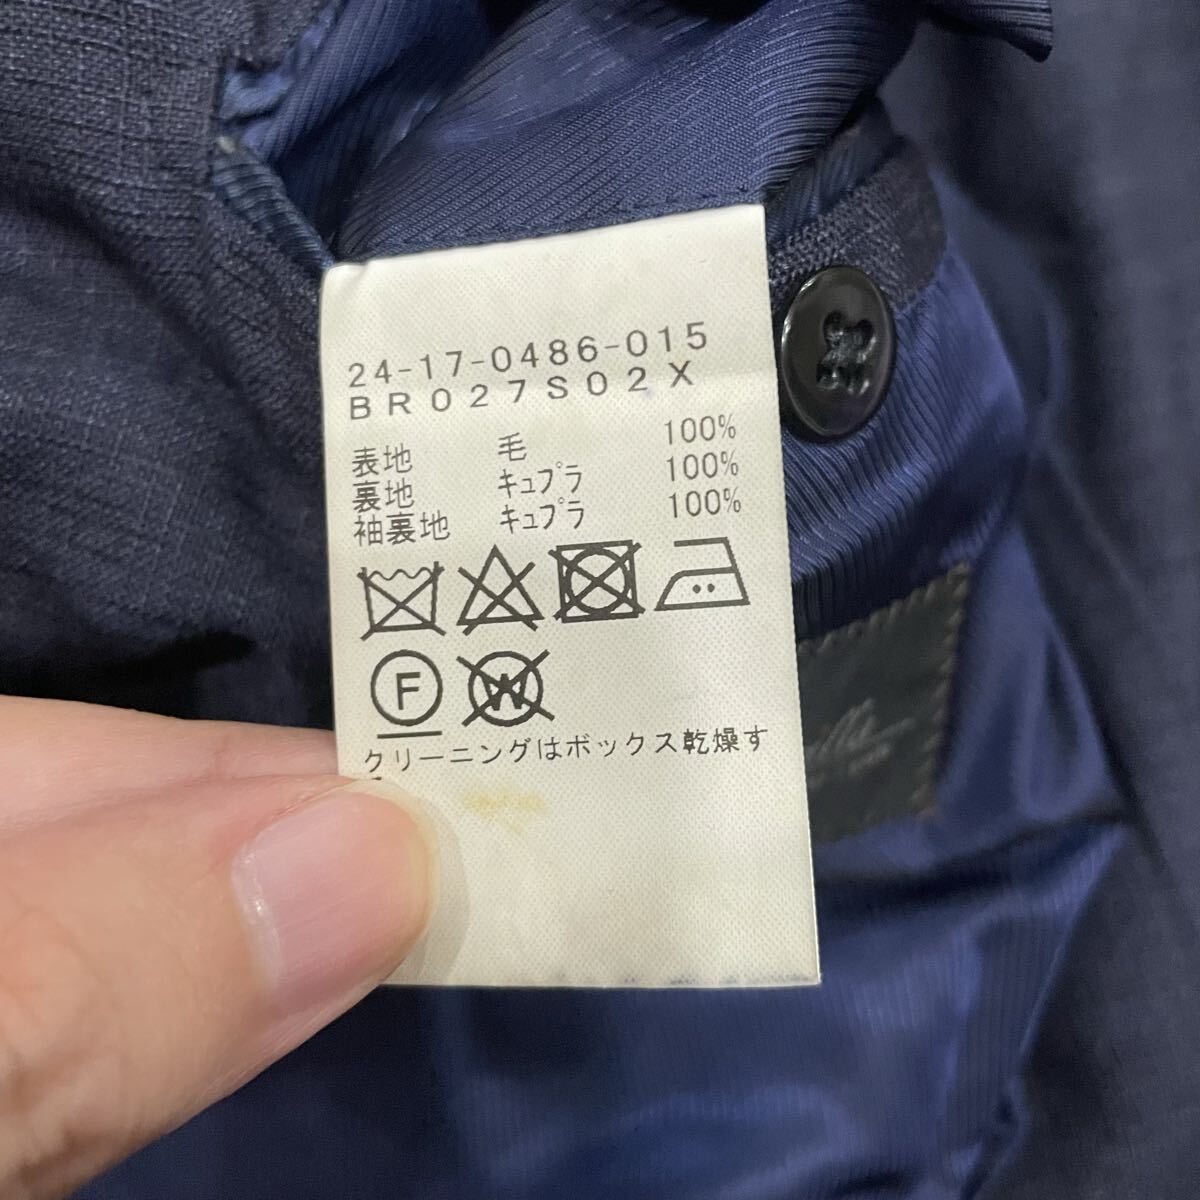 24-17-0486-015
BR027S02X
表地 毛 100%
裏地 キュプラ 100%
袖裏地 キュプラ 100%
F
W
クリーニングはボックス乾燥す